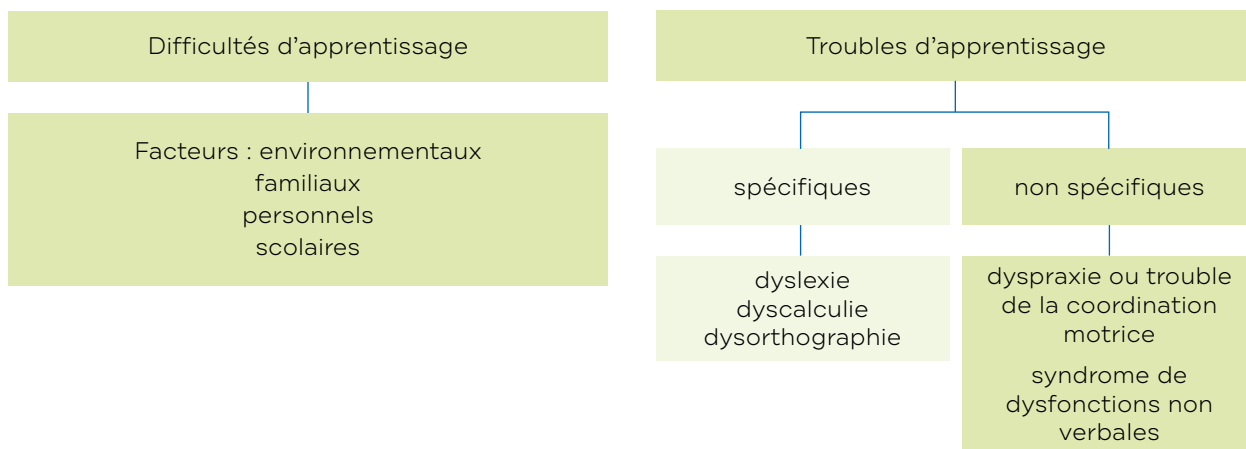 Difficultés d’apprentissage
Facteurs : environnementaux
familiaux
personnels
scolaires
Troubles d’apprentissage
spécifiques
non spécifiques
dyslexie
dyscalculie
dysorthographie
dyspraxie ou trouble
de la coordination
motrice
syndrome de
dysfonctions non
verbales